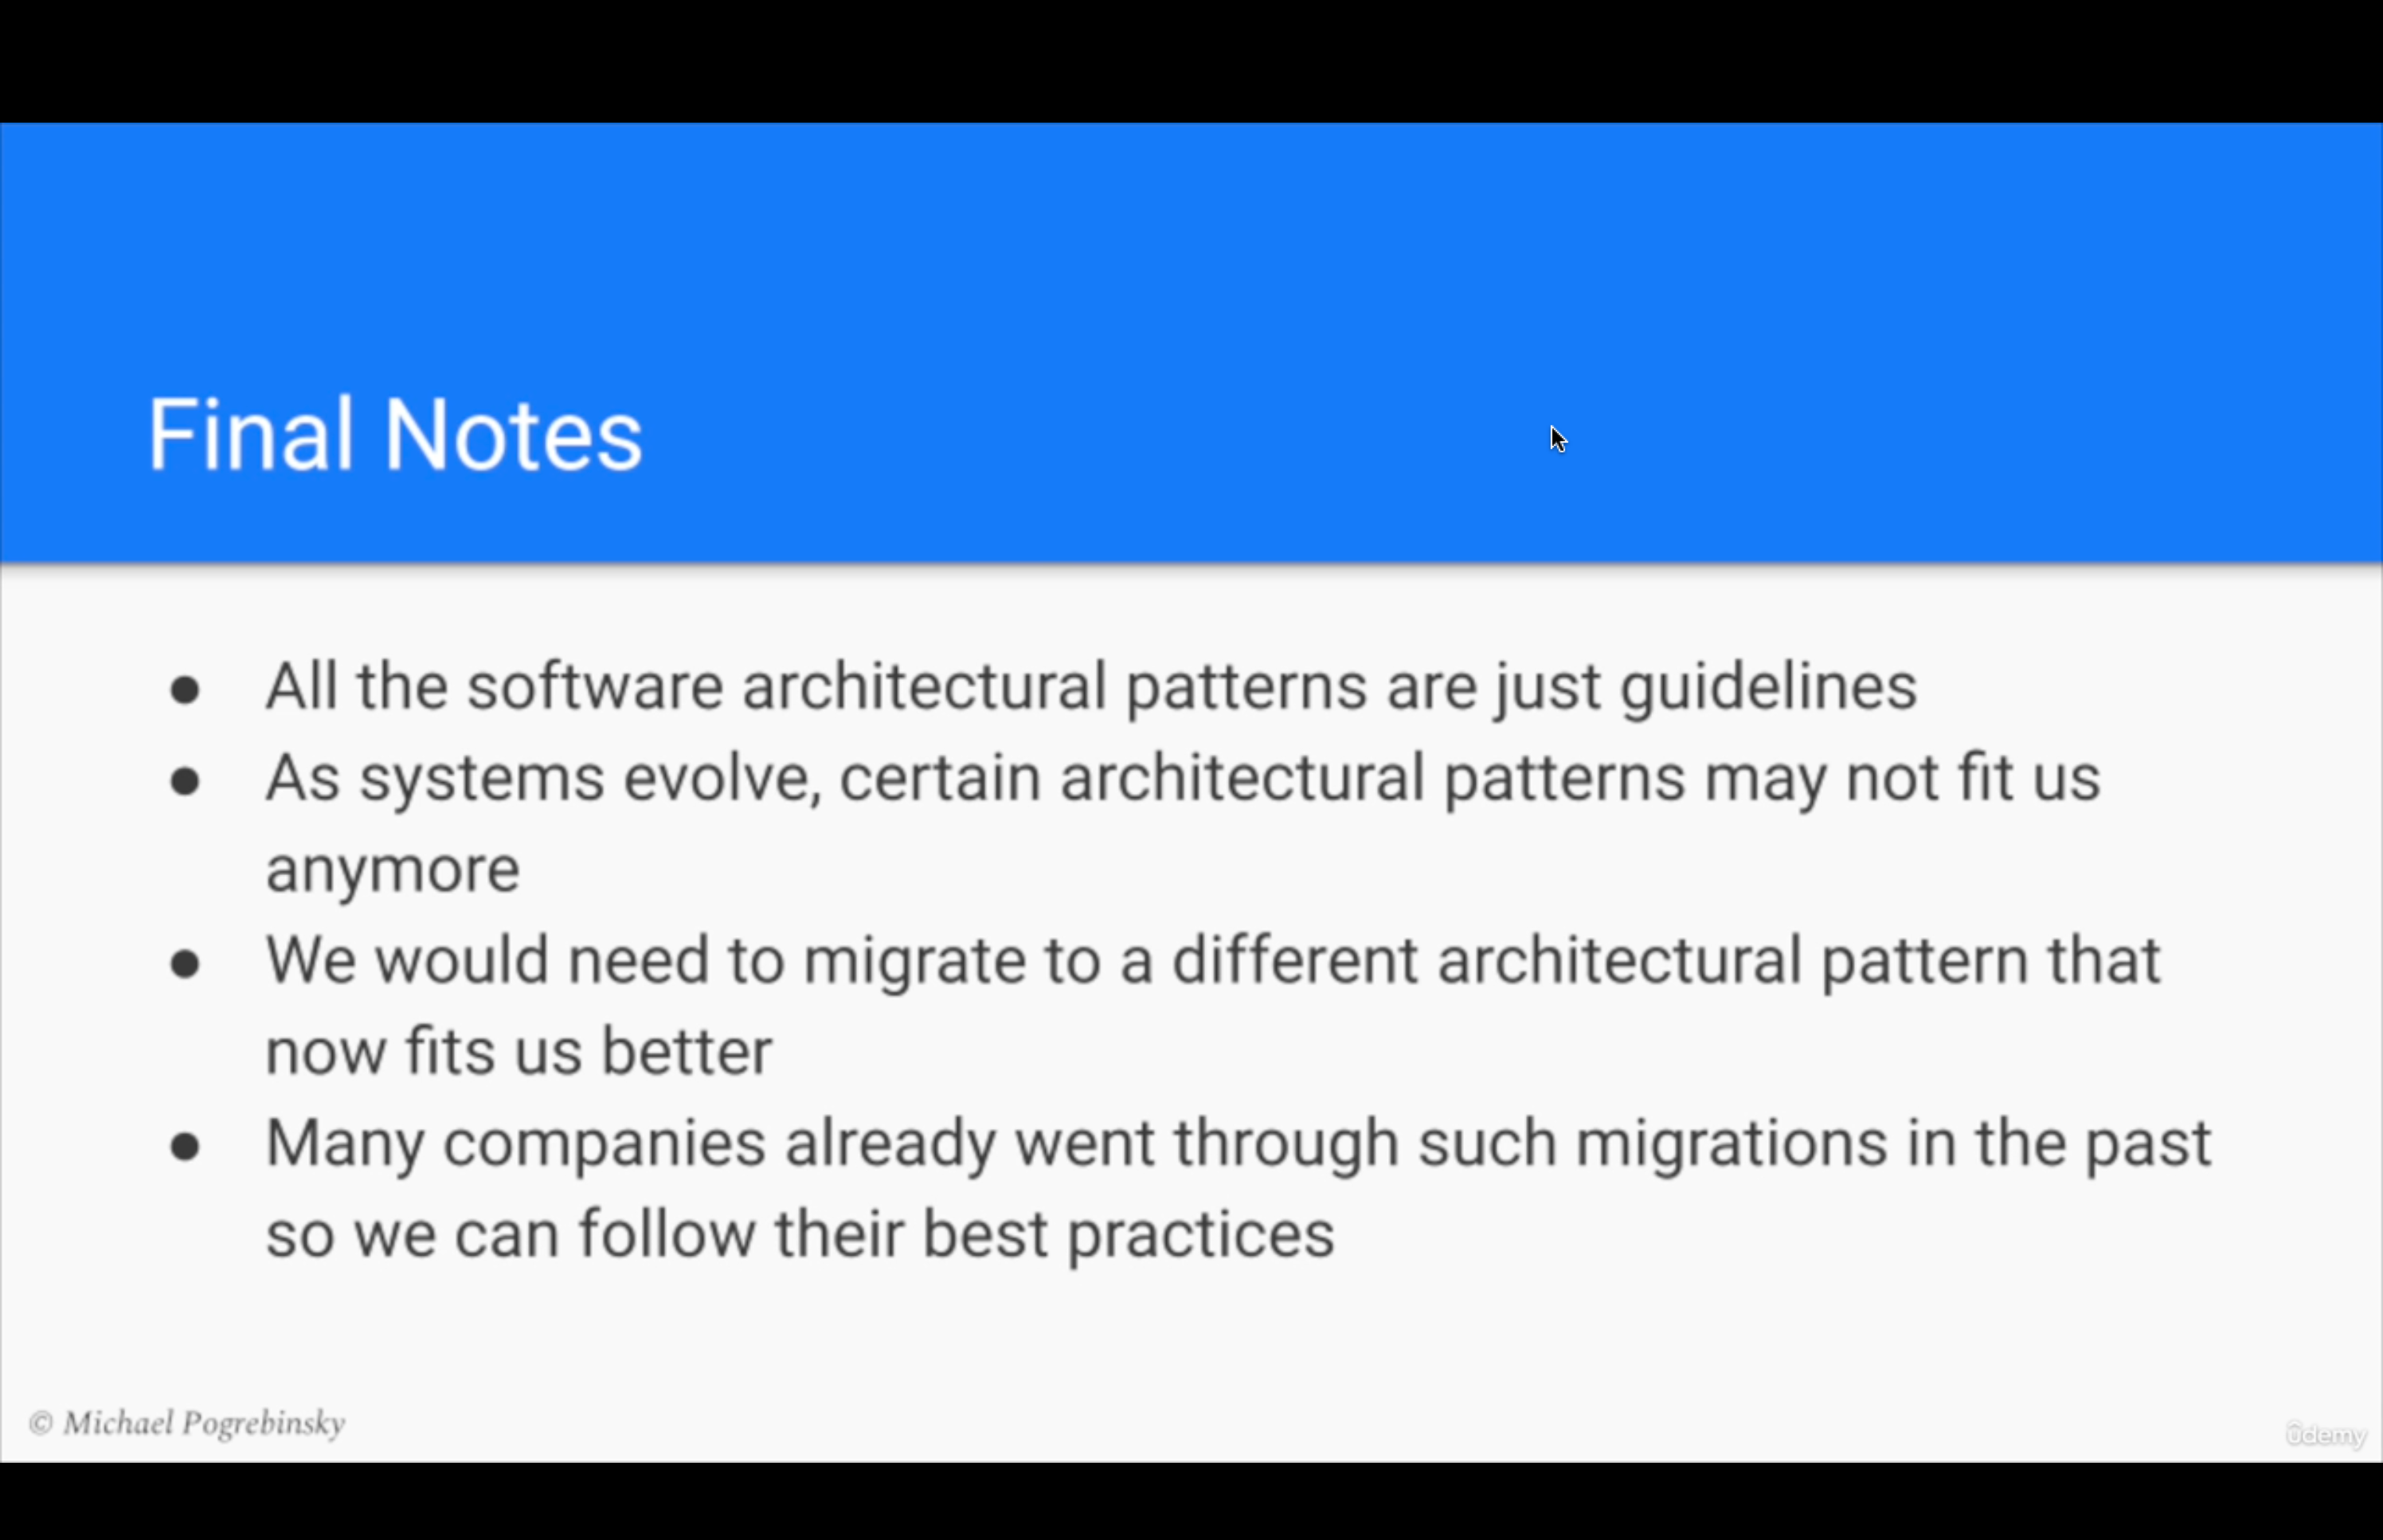 Final Notes
● All the software architectural patterns are just guidelines
● As systems evolve, certain architectural patterns may not fit us
anymore
● We would need to migrate to a different architectural pattern that
now fits us better
● Many companies already went through such migrations in the past
so we can follow their best practices
© Michael Pogrebinsky
ûdemy